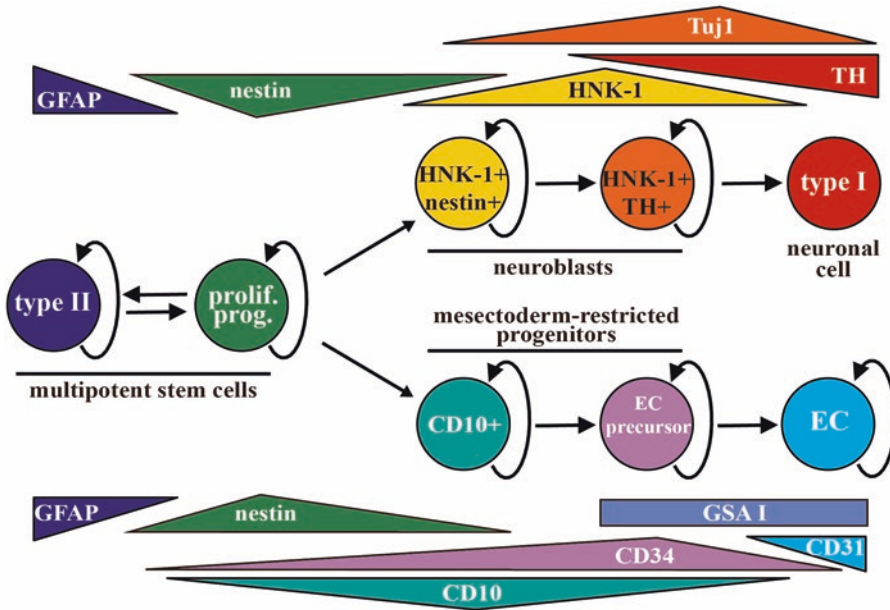 Tuj1
TH
GFAP
nestin
HNK-1
HNK-1+
nestin+
HNK-1+
TH+
type I
neuroblasts
neuronal
cell
type II
prolif.
prog.
multipotent stem cells
mesectoderm-restricted
progenitors
CD10+
EC
precursor
EC
GFAP
nestin
GSA I
CD34
CD31
CD10